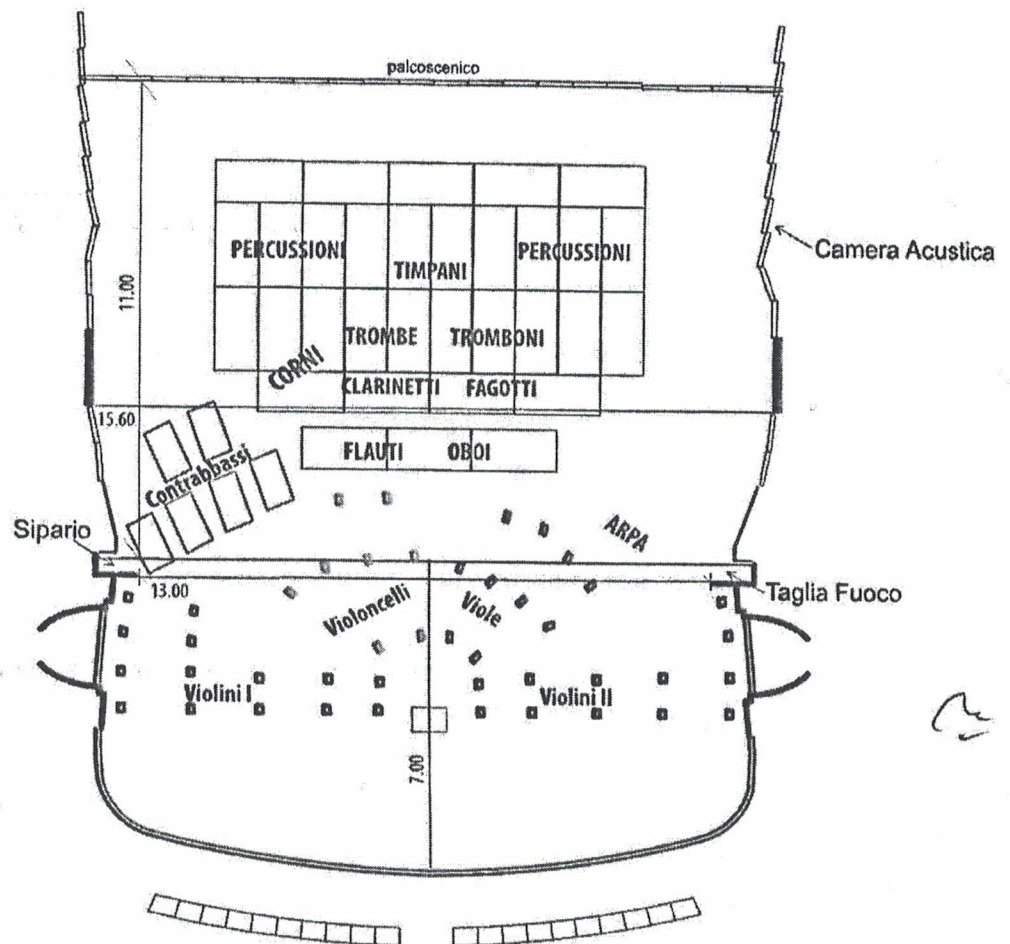 palcoscenico
Camera Acustica
11.00
PERCUSSIONI
TIMPANI
PERCUSSIONI
TROMBE
TROMBONI
CORNI
CLARINETTI
FAGOTTI
15.60
FLAUTI
OBOI
Contrabbassi
ARPA
Sipario
13.00
Taglia Fuoco
Violoncelli
Viole
Violini I
Violini II
7.00